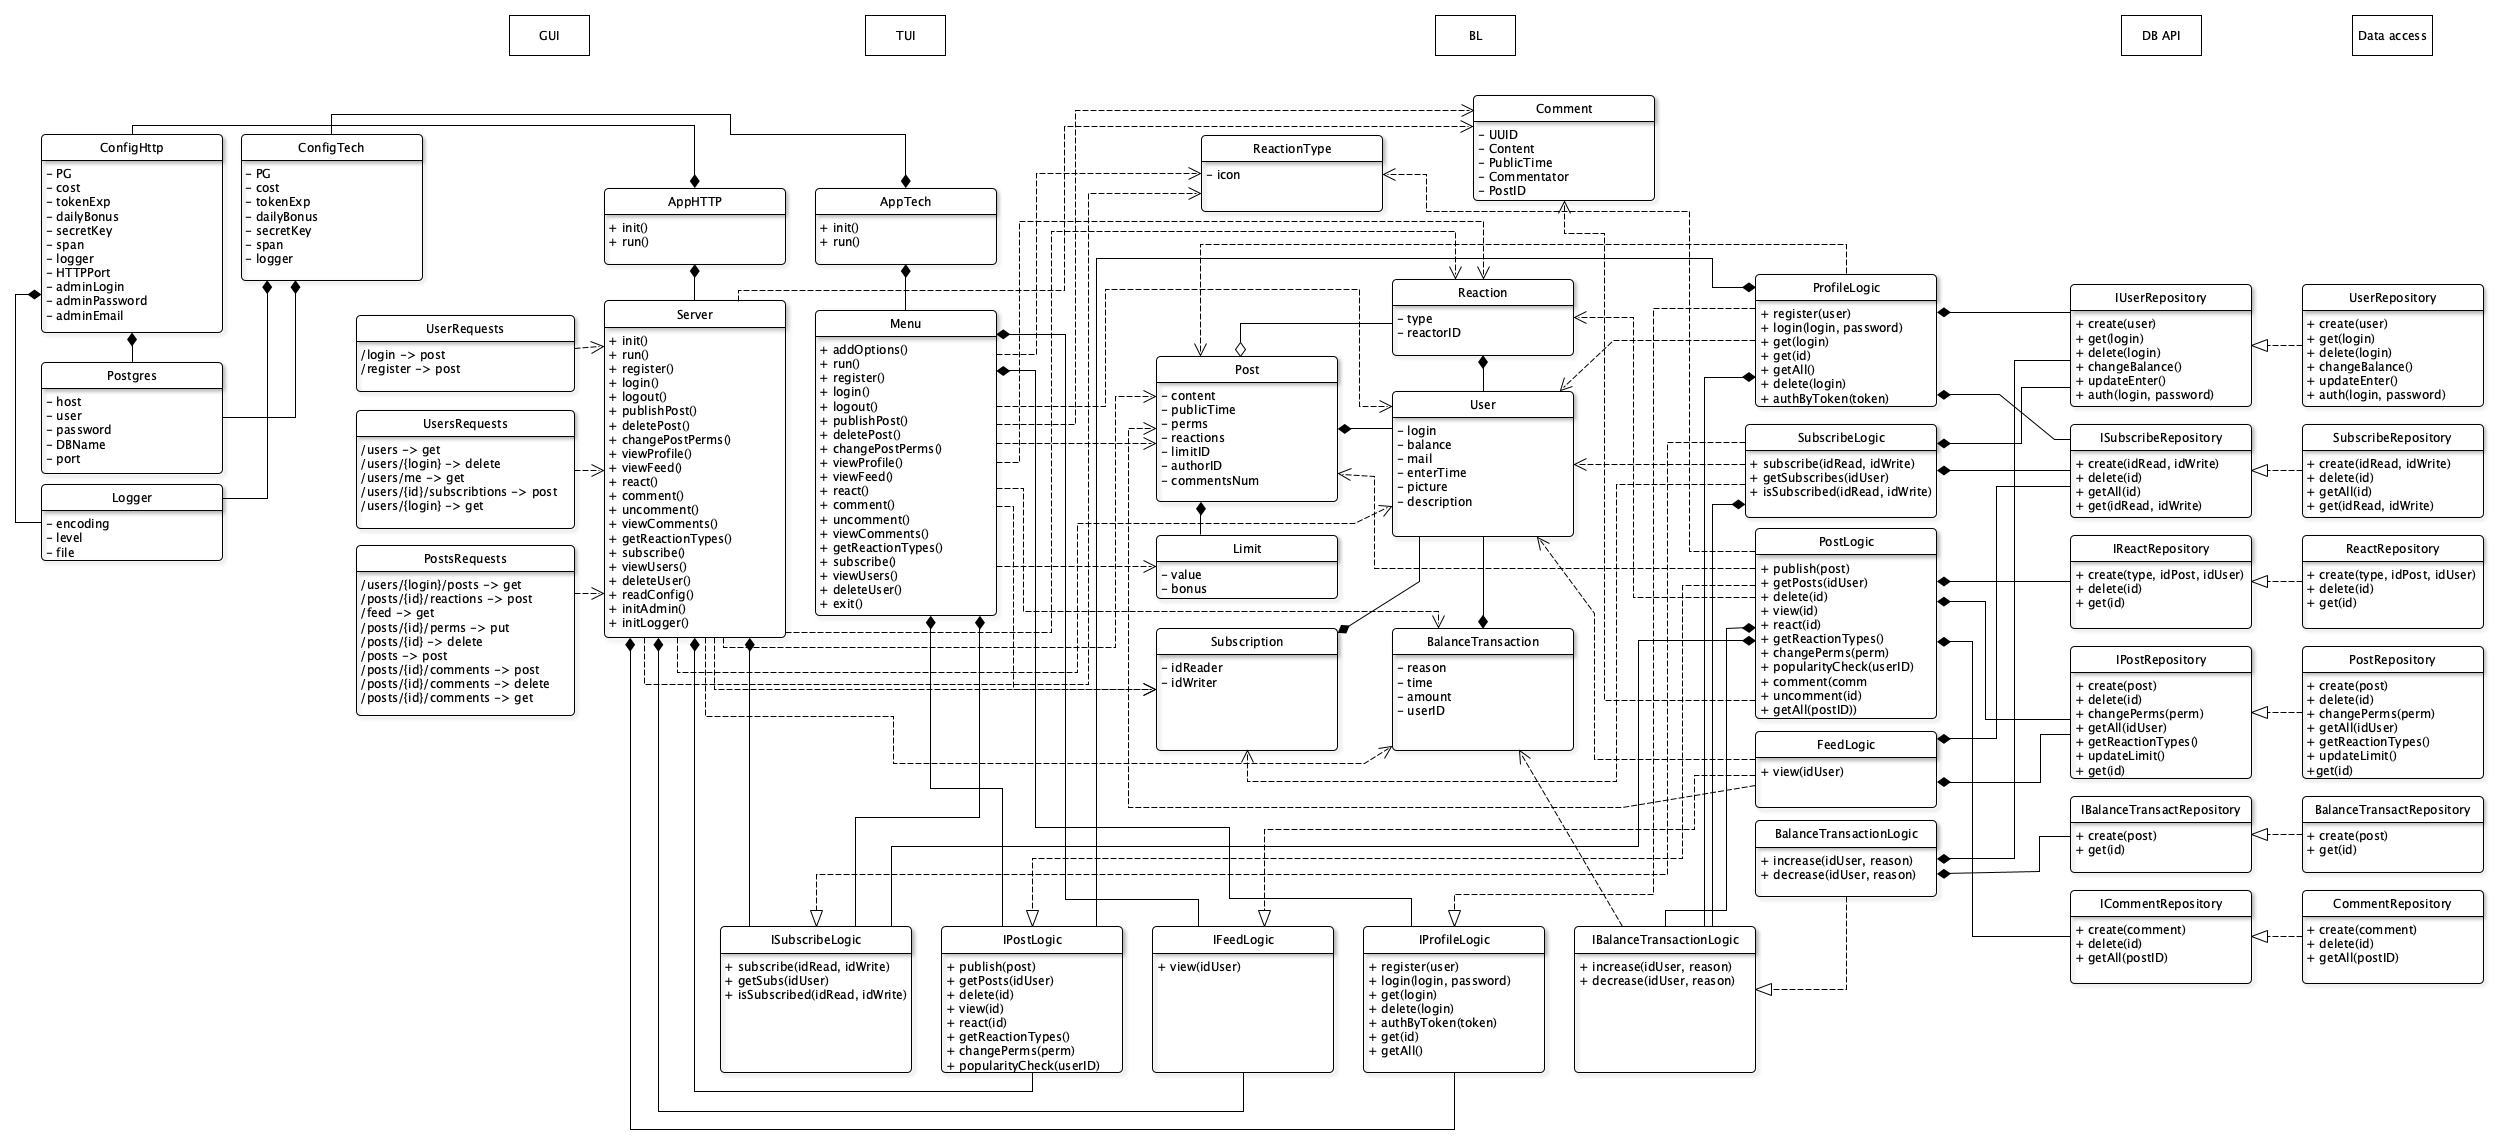 GUI
TUI
BL
DB API
Data access
ConfigHttp
− PG
− cost
− tokenExp
− dailyBonus
− secretKey
− span
− logger
− HTTPPort
− adminLogin
− adminPassword
− adminEmail
ConfigTech
− PG
− cost
− tokenExp
− dailyBonus
− secretKey
− span
− logger
Postgres
− host
− user
− password
− DBName
− port
Logger
− encoding
− level
− file
UserRequests
/login −> post
/register −> post
UsersRequests
/users −> get
/users/{login} −> delete
/users/me −> get
/users/{id}/subscribtions −> post
/users/{login} −> get
PostsRequests
/users/{login}/posts −> get
/posts/{id}/reactions −> post
/feed −> get
/posts/{id}/perms −> put
/posts/{id} −> delete
/posts −> post
/posts/{id}/comments −> post
/posts/{id}/comments −> delete
/posts/{id}/comments −> get
AppHTTP
+ init()
+ run()
Server
+ init()
+ run()
+ register()
+ login()
+ logout()
+ publishPost()
+ deletePost()
+ changePostPerms()
+ viewProfile()
+ viewFeed()
+ react()
+ comment()
+ uncomment()
+ viewComments()
+ getReactionTypes()
+ subscribe()
+ viewUsers()
+ deleteUser()
+ readConfig()
+ initAdmin()
+ initLogger()
AppTech
+ init()
+ run()
Menu
+ addOptions()
+ run()
+ register()
+ login()
+ logout()
+ publishPost()
+ deletePost()
+ changePostPerms()
+ viewProfile()
+ viewFeed()
+ react()
+ comment()
+ uncomment()
+ viewComments()
+ getReactionTypes()
+ subscribe()
+ viewUsers()
+ deleteUser()
+ exit()
ReactionType
− icon
Comment
− UUID
− Content
− PublicTime
− Commentator
− PostID
Reaction
− type
− reactorID
Post
− content
− publicTime
− perms
− reactions
− limitID
− authorID
− commentsNum
User
− login
− balance
− mail
− enterTime
− picture
− description
Limit
− value
− bonus
Subscription
− idReader
− idWriter
BalanceTransaction
− reason
− time
− amount
− userID
ProfileLogic
+ register(user)
+ login(login, password)
+ get(login)
+ get(id)
+ getAll()
+ delete(login)
+ authByToken(token)
SubscribeLogic
+ subscribe(idRead, idWrite)
+ getSubscribes(idUser)
+ isSubscribed(idRead, idWrite)
PostLogic
+ publish(post)
+ getPosts(idUser)
+ delete(id)
+ view(id)
+ react(id)
+ getReactionTypes()
+ changePerms(perm)
+ popularityCheck(userID)
+ comment(comm
+ uncomment(id)
+ getAll(postID))
FeedLogic
+ view(idUser)
BalanceTransactionLogic
+ increase(idUser, reason)
+ decrease(idUser, reason)
IUserRepository
+ create(user)
+ get(login)
+ delete(login)
+ changeBalance()
+ updateEnter()
+ auth(login, password)
UserRepository
+ create(user)
+ get(login)
+ delete(login)
+ changeBalance()
+ updateEnter()
+ auth(login, password)
ISubscribeRepository
+ create(idRead, idWrite)
+ delete(id)
+ getAll(id)
+ get(idRead, idWrite)
SubscribeRepository
+ create(idRead, idWrite)
+ delete(id)
+ getAll(id)
+ get(idRead, idWrite)
IReactRepository
+ create(type, idPost, idUser)
+ delete(id)
+ get(id)
ReactRepository
+ create(type, idPost, idUser)
+ delete(id)
+ get(id)
IPostRepository
+ create(post)
+ delete(id)
+ changePerms(perm)
+ getAll(idUser)
+ getReactionTypes()
+ updateLimit()
+ get(id)
PostRepository
+ create(post)
+ delete(id)
+ changePerms(perm)
+ getAll(idUser)
+ getReactionTypes()
+ updateLimit()
+get(id)
IBalanceTransactRepository
+ create(post)
+ get(id)
BalanceTransactRepository
+ create(post)
+ get(id)
ICommentRepository
+ create(comment)
+ delete(id)
+ getAll(postID)
CommentRepository
+ create(comment)
+ delete(id)
+ getAll(postID)
ISubscribeLogic
+ subscribe(idRead, idWrite)
+ getSubs(idUser)
+ isSubscribed(idRead, idWrite)
IPostLogic
+ publish(post)
+ getPosts(idUser)
+ delete(id)
+ view(id)
+ react(id)
+ getReactionTypes()
+ changePerms(perm)
+ popularityCheck(userID)
IFeedLogic
+ view(idUser)
IProfileLogic
+ register(user)
+ login(login, password)
+ get(login)
+ delete(login)
+ authByToken(token)
+ get(id)
+ getAll()
IBalanceTransactionLogic
+ increase(idUser, reason)
+ decrease(idUser, reason)